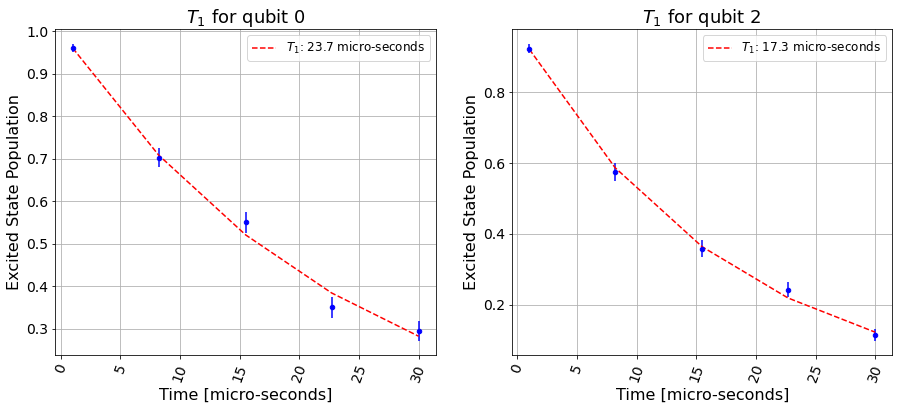 T₁ for qubit 0
T₁: 23.7 micro-seconds
Excited State Population
1.0
0.9
0.8
0.7
0.6
0.5
0.4
0.3
0 5 10 15 20 25 30
Time [micro-seconds]
T₁ for qubit 2
T₁: 17.3 micro-seconds
Excited State Population
0.8
0.6
0.4
0.2
0 5 10 15 20 25 30
Time [micro-seconds]